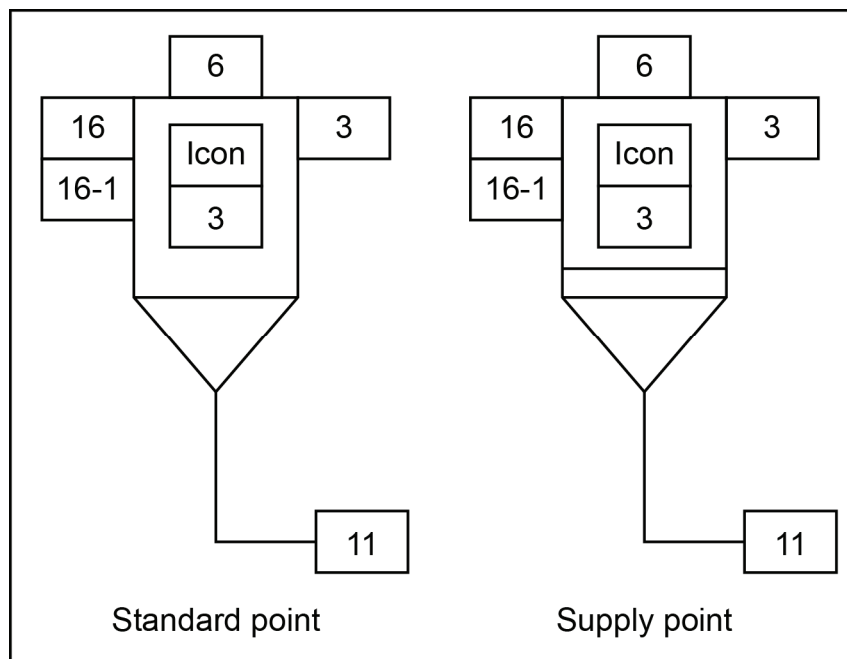 6 6
16 Icon 3 16 Icon 3
16-1 3 16-1 3
11 11
Standard point Supply point